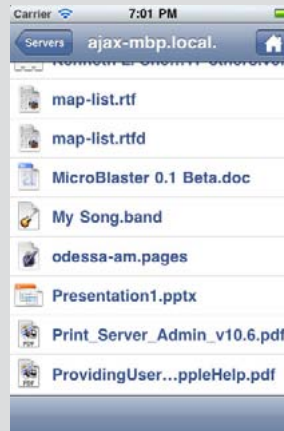 Carrier 7:01 PM
Servers ajax-mbp.local.
map-list.rtf
map-list.rtfd
MicroBlaster 0.1 Beta.doc
My Song.band
odessa-am.pages
Presentation1.pptx
Print_Server_Admin_v10.6.pdf
ProvidingUser...ppleHelp.pdf